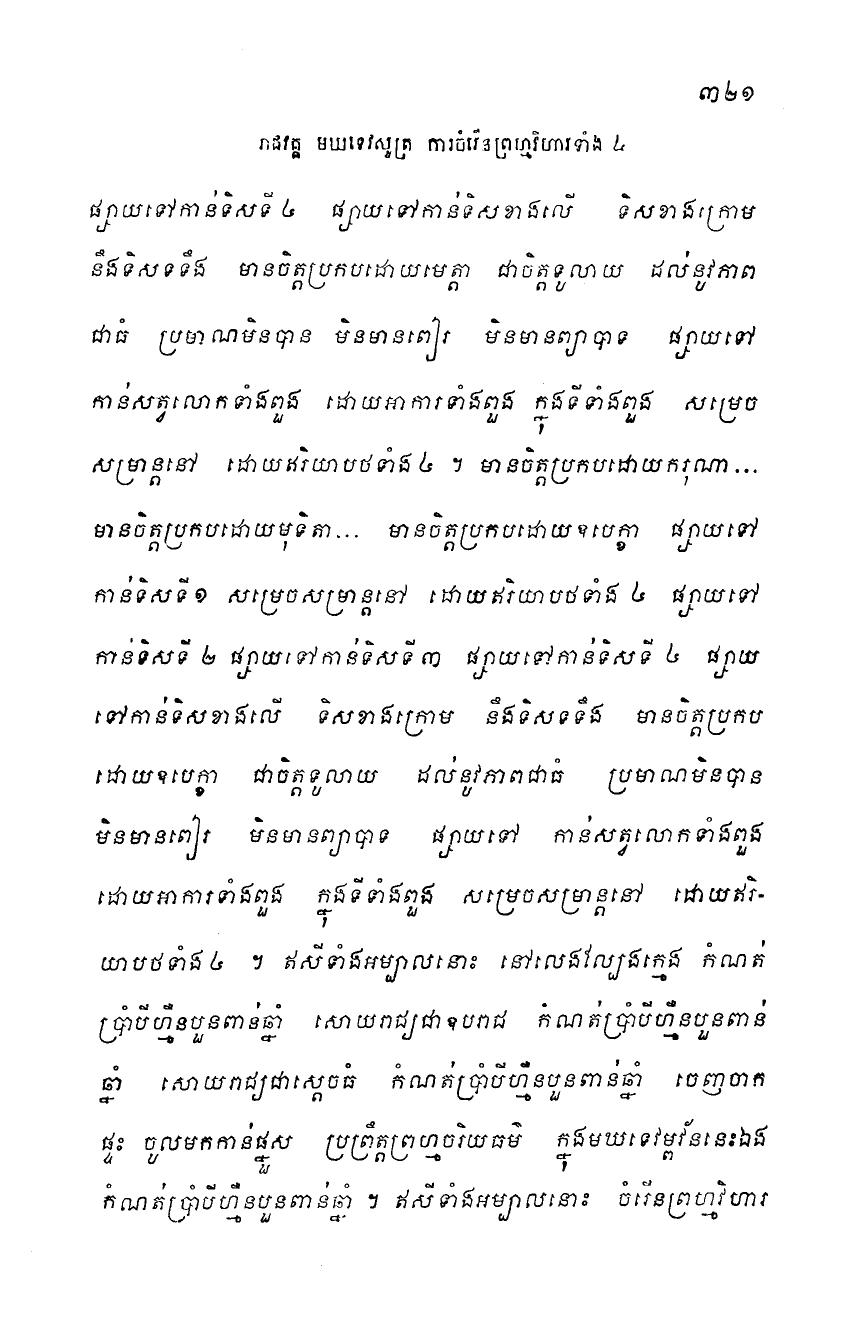 ៣២១
រាជវគ្គ មឃទេវសូត្រ ការចំរើនព្រហ្មវិហារទាំង ៤
ផ្សាយទៅកាន់ទិសទី ៤ ផ្សាយទៅកាន់ទិសខាងលើ ទិសខាងក្រោម
នឹងទិសទទឹង មានចិត្តប្រកបដោយមេត្តា ជាចិត្តទូលាយ ដល់នូវភាព
ជាធំ ប្រមាណមិនបាន មិនមានពៀរ មិនមានព្យាបាទ ផ្សាយទៅ
កាន់សត្វលោកទាំងពួង ដោយអាការទាំងពួង ក្នុងទីទាំងពួង សម្រេច
សម្រាន្តនៅ ដោយឥរិយាបថទាំង ៤ ។ មានចិត្តប្រកបដោយករុណា...
មានចិត្តប្រកបដោយមុទិតា... មានចិត្តប្រកបដោយឧបេក្ខា ផ្សាយទៅ
កាន់ទិសទី ១ សម្រេចសម្រាន្តនៅ ដោយឥរិយាបថទាំង ៤ ផ្សាយទៅ
កាន់ទិសទី ២ ផ្សាយទៅកាន់ទិសទី ៣ ផ្សាយទៅកាន់ទិសទី ៤ ផ្សាយ
ទៅកាន់ទិសខាងលើ ទិសខាងក្រោម នឹងទិសទទឹង មានចិត្តប្រកប
ដោយឧបេក្ខា ជាចិត្តទូលាយ ដល់នូវភាពជាធំ ប្រមាណមិនបាន
មិនមានពៀរ មិនមានព្យាបាទ ផ្សាយទៅ កាន់សត្វលោកទាំងពួង
ដោយអាការទាំងពួង ក្នុងទីទាំងពួង សម្រេចសម្រាន្តនៅ ដោយឥរិ-
យាបថទាំង ៤ ។ ឥសីទាំងអម្បាលនោះ នៅលេងល្បែងក្មេង កំណត់
ប្រាំបីហ្មឺនបួនពាន់ឆ្នាំ សោយរាជ្យជាឧបរាជ កំណត់ប្រាំបីហ្មឺនបួនពាន់
ឆ្នាំ សោយរាជ្យជាស្តេចធំ កំណត់ប្រាំបីហ្មឺនបួនពាន់ឆ្នាំ ចេញចាក
ផ្ទះ ចូលមកកាន់ផ្នួស ប្រព្រឹត្តព្រហ្មចរិយធម៌ ក្នុងមឃទេវម្ពវ័ននេះឯង
កំណត់ប្រាំបីហ្មឺនបួនពាន់ឆ្នាំ ។ ឥសីទាំងអម្បាលនោះ ចំរើនព្រហ្មវិហារ